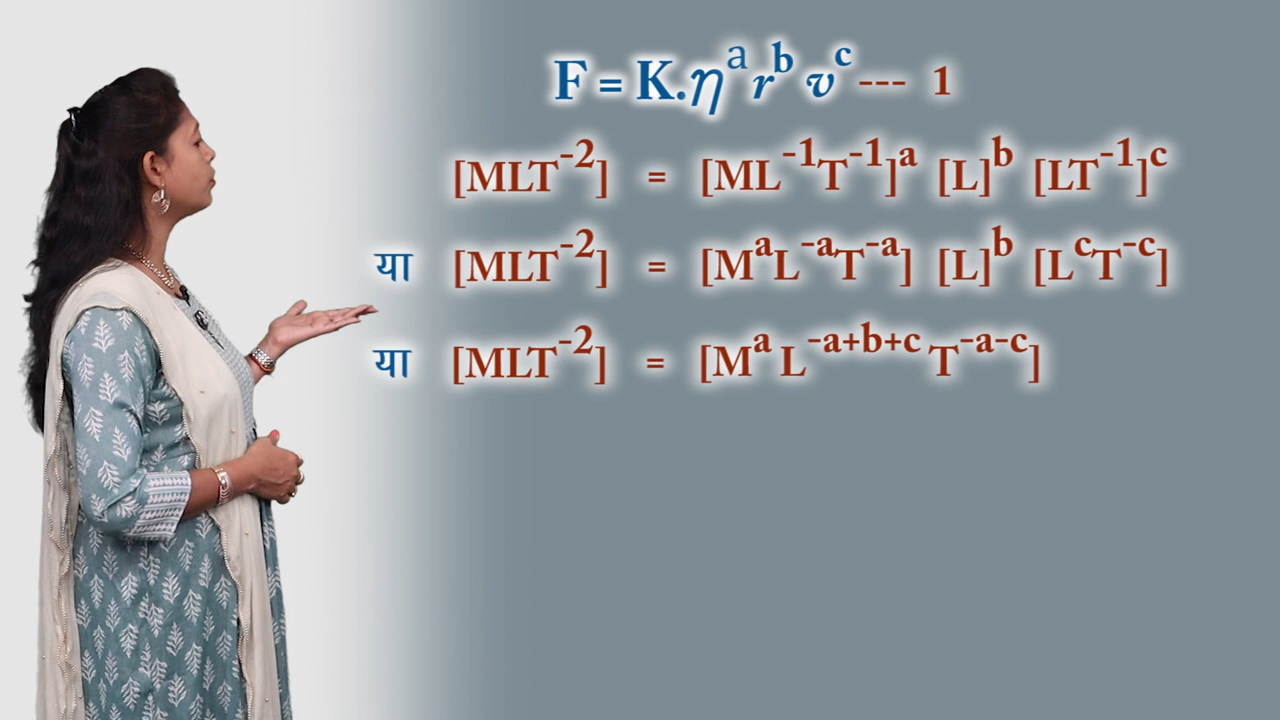 F = K.η^a r^b v^c --- 1
[MLT^-2] = [ML^-1T^-1]^a [L]^b [LT^-1]^c
या [MLT^-2] = [M^aL^-aT^-a] [L]^b [L^cT^-c]
या [MLT^-2] = [M^a L^-a+b+c T^-a-c]